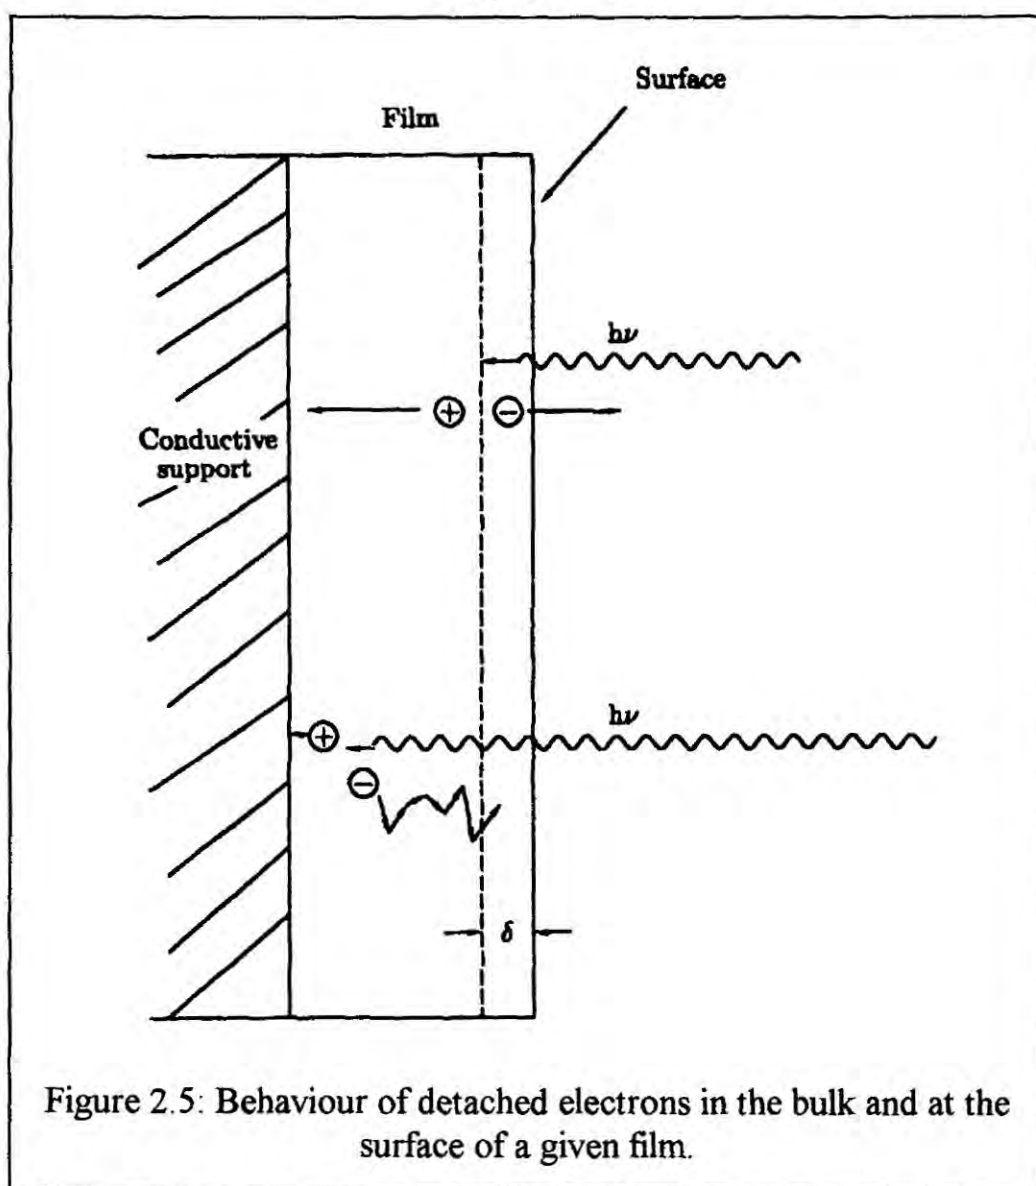 Surface
Film
hν
⊕ ⊖
Conductive
support
hν
⊕
⊖
δ
Figure 2.5: Behaviour of detached electrons in the bulk and at the
surface of a given film.